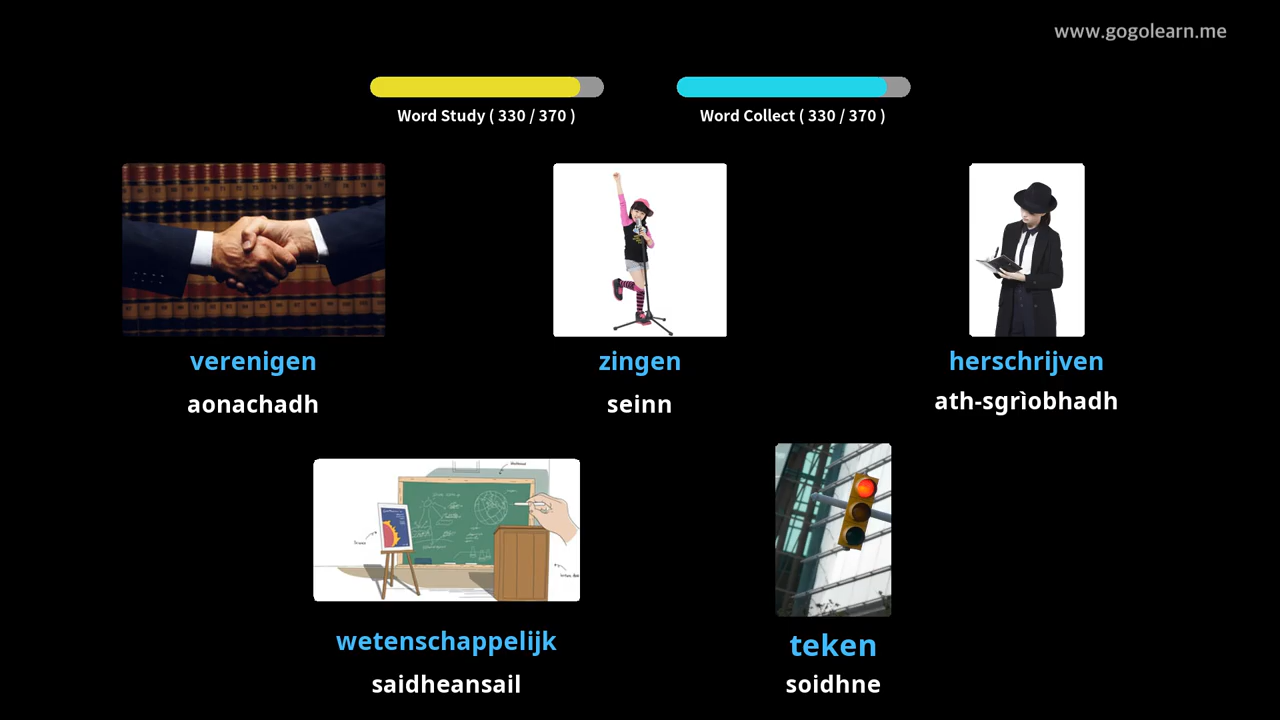 www.gogolearn.me
Word Study ( 330 / 370 )
Word Collect ( 330 / 370 )
verenigen
zingen
herschrijven
aonachadh
seinn
ath-sgrìobhadh
wetenschappelijk
teken
saidheansail
soidhne